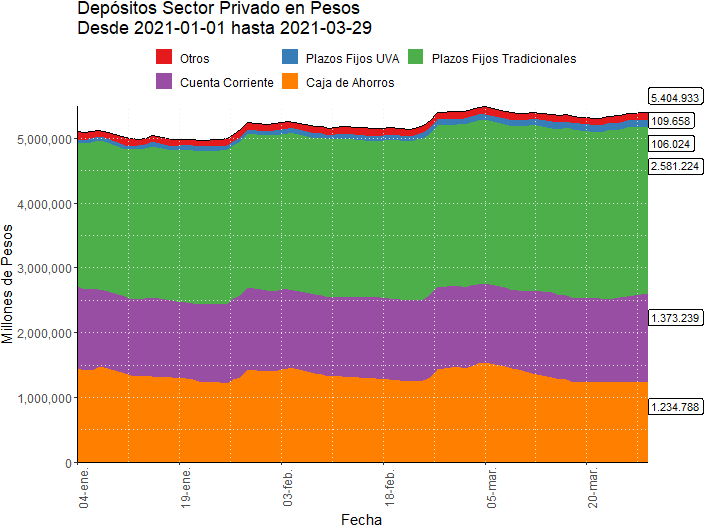 Depósitos Sector Privado en Pesos
Desde 2021-01-01 hasta 2021-03-29
Otros
Plazos Fijos UVA
Plazos Fijos Tradicionales
Cuenta Corriente
Caja de Ahorros
Millones de Pesos
5,000,000
4,000,000
3,000,000
2,000,000
1,000,000
0
5.404.933
109.658
106.024
2.581.224
1.373.239
1.234.788
04-ene.
19-ene.
03-feb.
18-feb.
05-mar.
20-mar.
Fecha